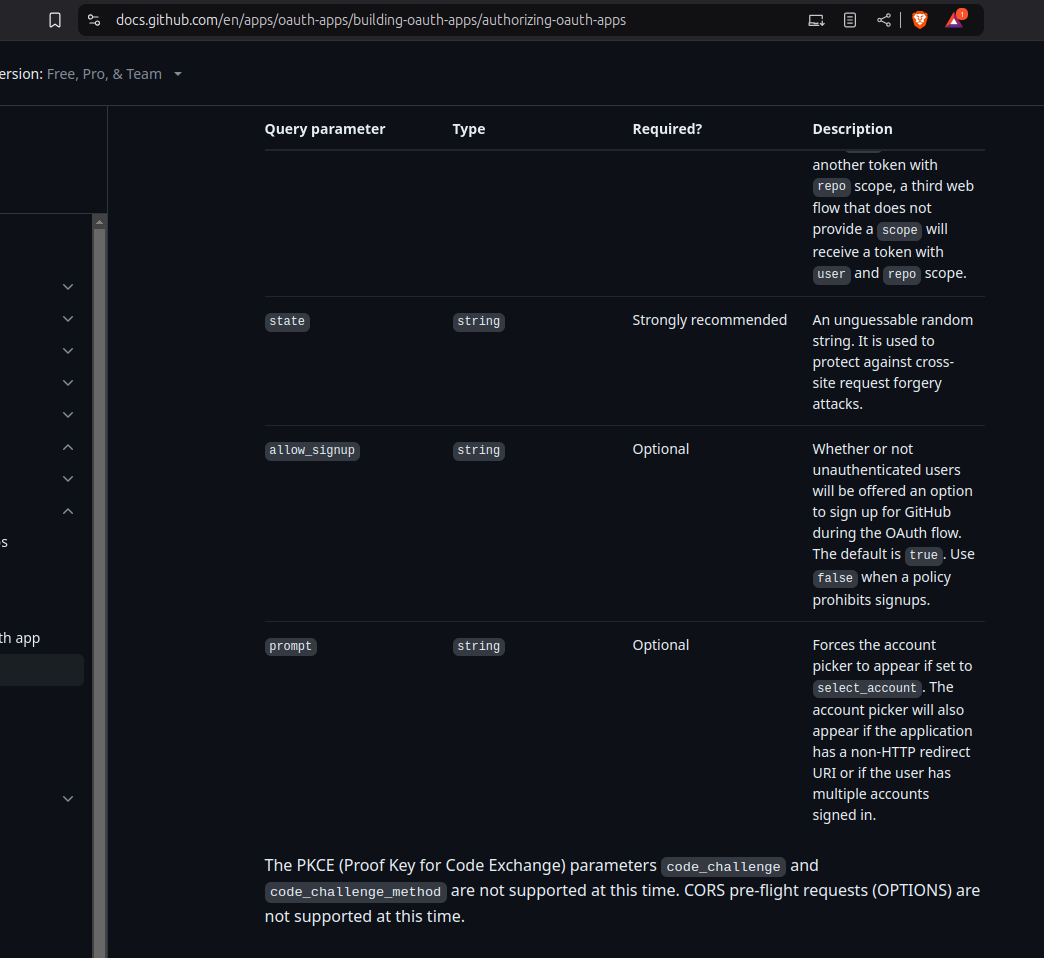 docs.github.com/en/apps/oauth-apps/building-oauth-apps/authorizing-oauth-apps
1
ersion: Free, Pro, & Team
Query parameter Type Required? Description
another token with
repo scope, a third web
flow that does not
provide a scope will
receive a token with
user and repo scope.
state string Strongly recommended An unguessable random
string. It is used to
protect against cross-
site request forgery
attacks.
allow_signup string Optional Whether or not
unauthenticated users
will be offered an option
to sign up for GitHub
during the OAuth flow.
The default is true. Use
false when a policy
prohibits signups.
prompt string Optional Forces the account
picker to appear if set to
select_account. The
account picker will also
appear if the application
has a non-HTTP redirect
URI or if the user has
multiple accounts
signed in.
s
th app
The PKCE (Proof Key for Code Exchange) parameters code_challenge and
code_challenge_method are not supported at this time. CORS pre-flight requests (OPTIONS) are
not supported at this time.